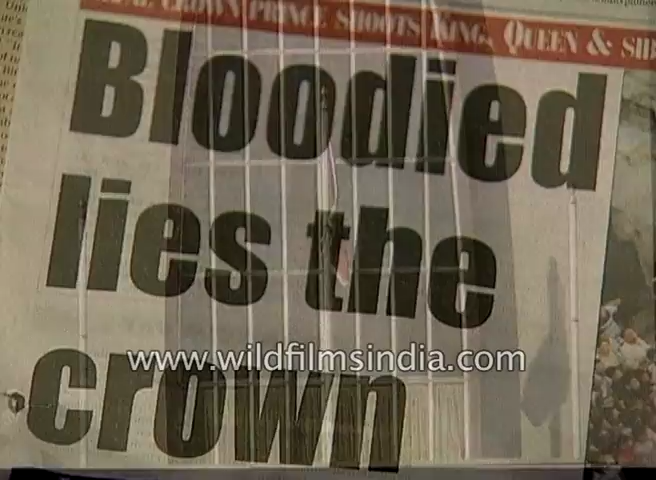 CROWN PRINCE SHOOTS KING, QUEEN &
Bloodied
lies the
crown
www.wildfilmsindia.com